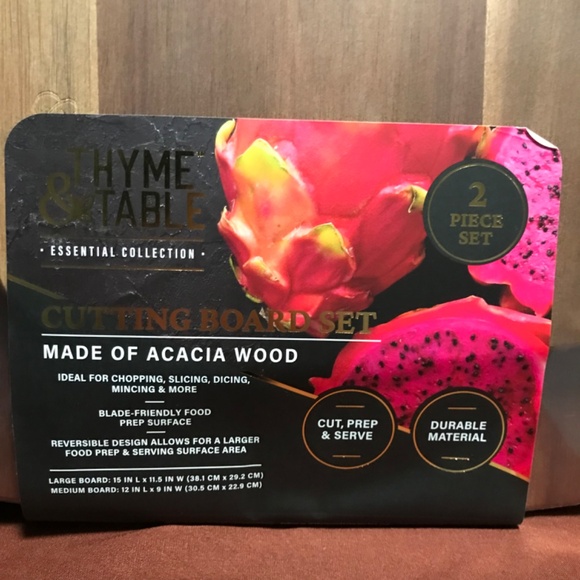 THYME
& TABLE
• ESSENTIAL COLLECTION •
2
PIECE
SET
CUTTING BOARD SET
MADE OF ACACIA WOOD
IDEAL FOR CHOPPING, SLICING, DICING,
MINCING & MORE
BLADE-FRIENDLY FOOD
PREP SURFACE
REVERSIBLE DESIGN ALLOWS FOR A LARGER
FOOD PREP & SERVING SURFACE AREA
LARGE BOARD: 15 IN L x 11.5 IN W (38.1 CM x 29.2 CM)
MEDIUM BOARD: 12 IN L x 9 IN W (30.5 CM x 22.9 CM)
CUT, PREP
& SERVE
DURABLE
MATERIAL